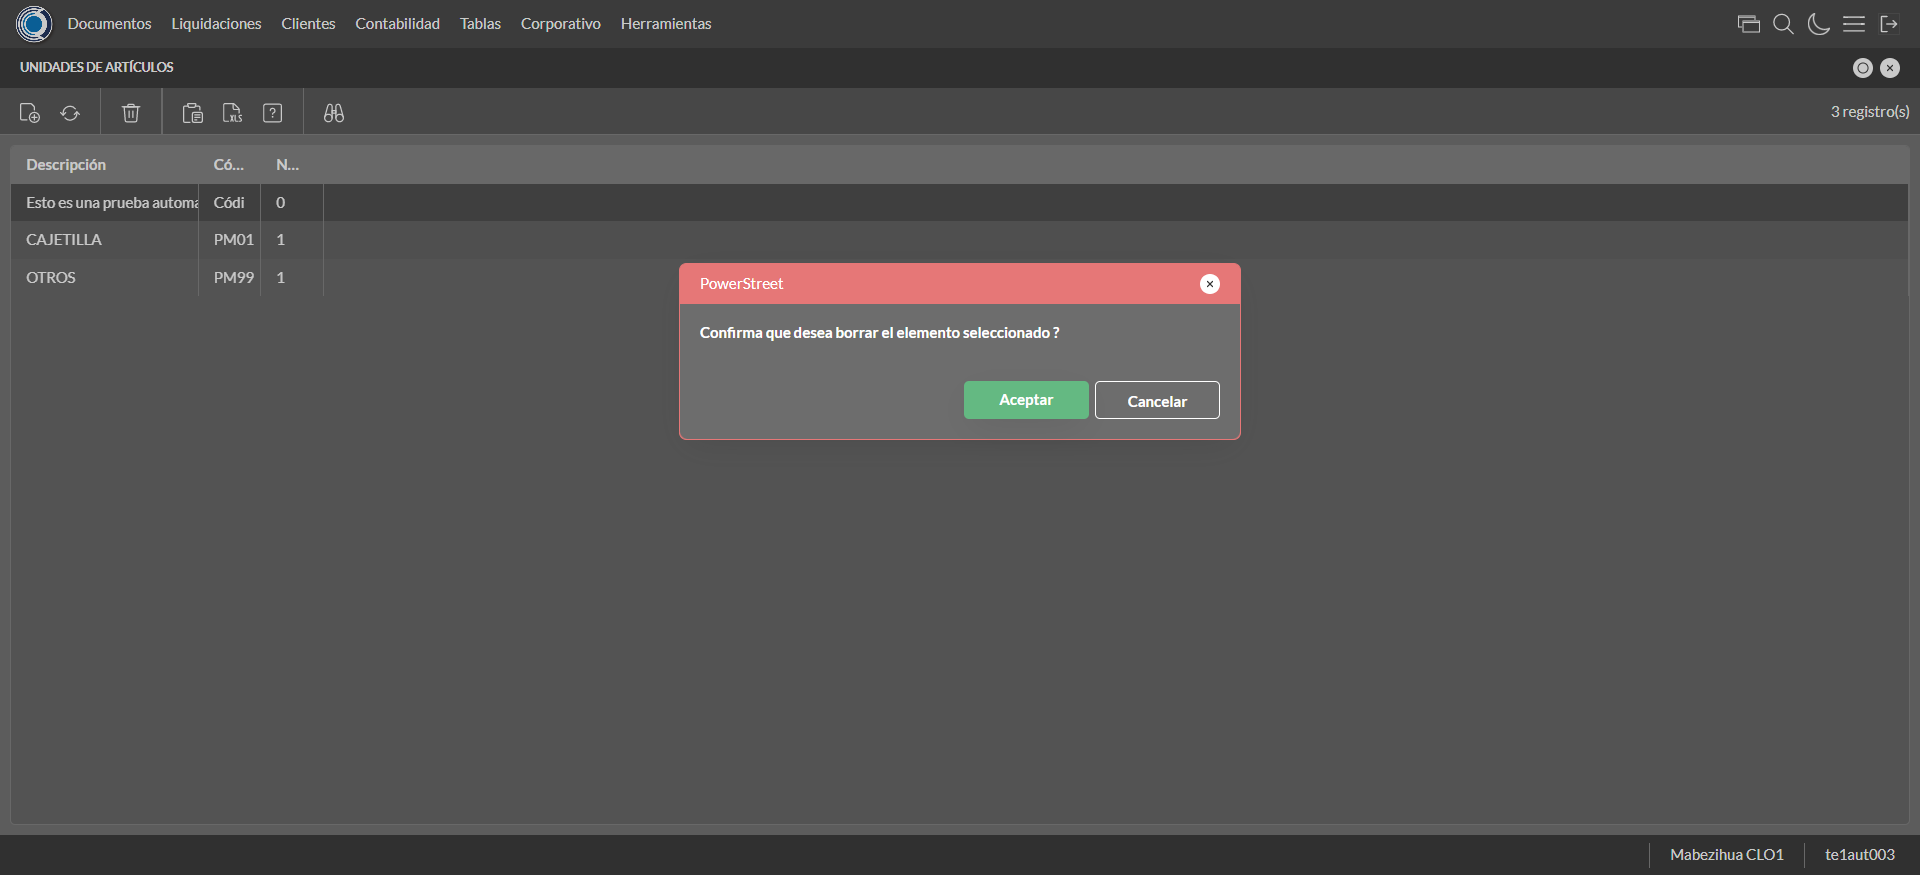 Documentos Liquidaciones Clientes Contabilidad Tablas Corporativo Herramientas
UNIDADES DE ARTÍCULOS
XLS ? 3 registro(s)
Descripción Có... N...
Esto es una prueba automa Códi 0
CAJETILLA PM01 1
OTROS PM99 1
PowerStreet
Confirma que desea borrar el elemento seleccionado ?
Aceptar Cancelar
Mabezihua CLO1 te1aut003